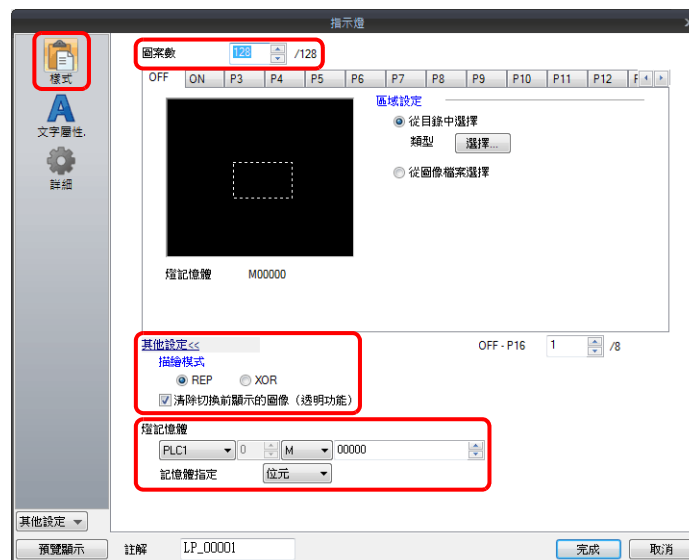 指示燈
樣式
文字屬性.
詳細
圖案數 128 /128
OFF ON P3 P4 P5 P6 P7 P8 P9 P10 P11 P12
區域設定
從目錄中選擇
類型 選擇...
從圖像檔案選擇
燈記憶體 M00000
其他設定<< OFF - P16 1 /8
描繪模式
REP XOR
清除切換前顯示的圖像（透明功能）
燈記憶體
PLC1 0 M 00000
記憶體指定 位元
其他設定
預覽顯示 註解 LP_00001 完成 取消